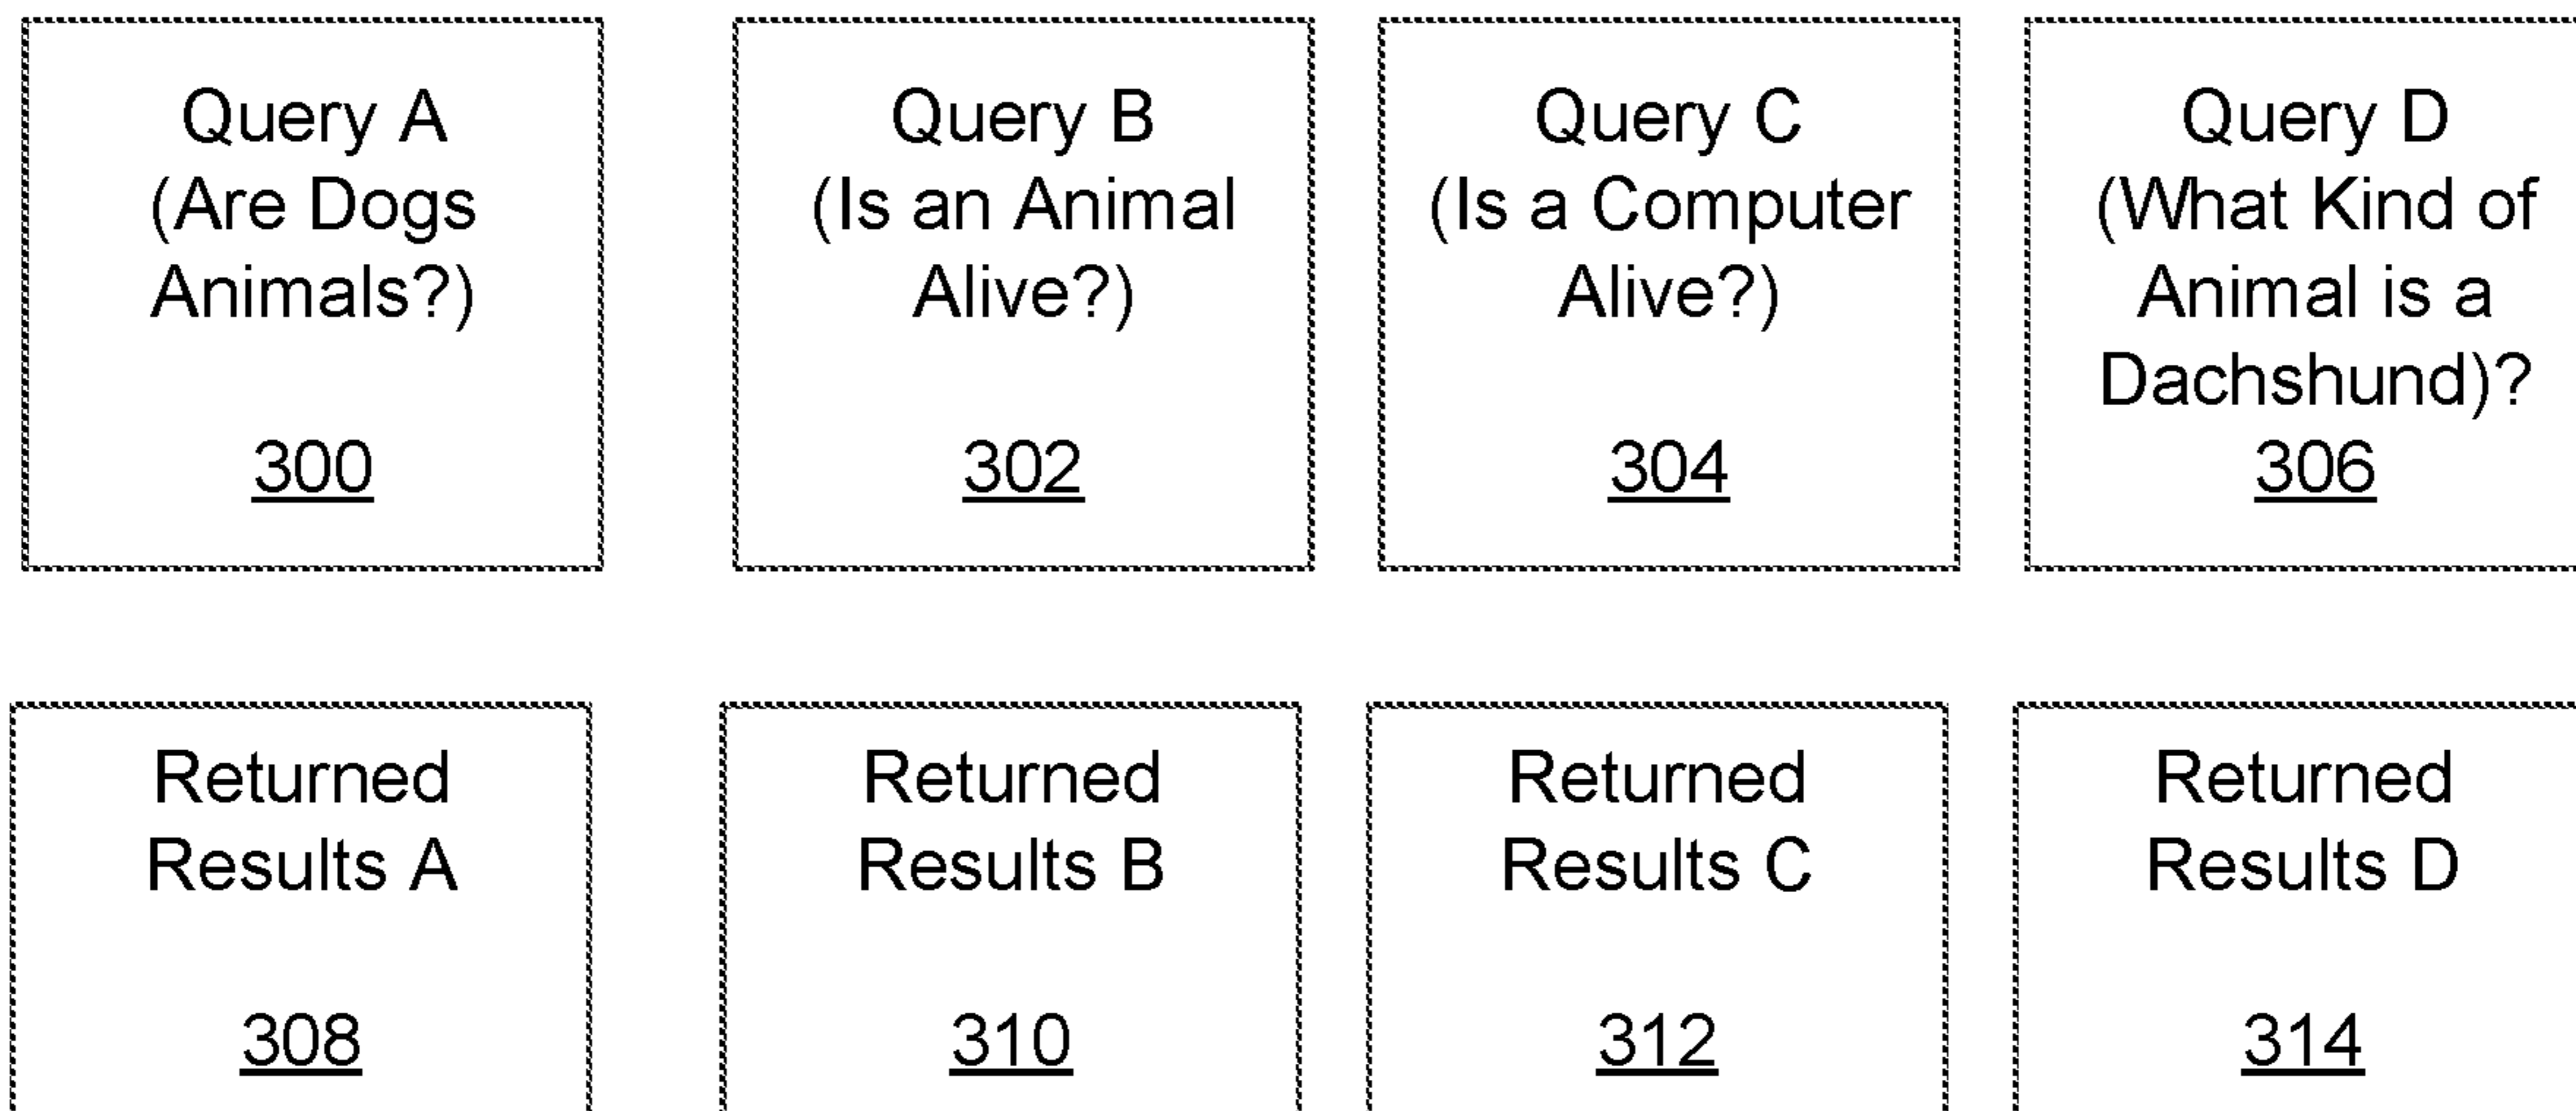 Query A
(Are Dogs
Animals?)
300
Query B
(Is an Animal
Alive?)
302
Query C
(Is a Computer
Alive?)
304
Query D
(What Kind of
Animal is a
Dachshund)?
306
Returned
Results A
308
Returned
Results B
310
Returned
Results C
312
Returned
Results D
314